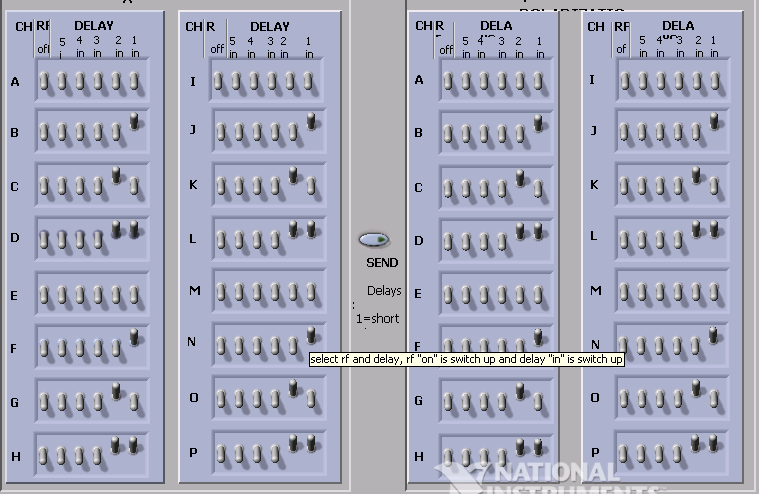 CH RF DELAY
off 5 4 in 3 in 2 in 1 in
A
B
C
D
E
F
G
H
CH R DELAY
off 5 in 4 in 3 in 2 in 1 in
I
J
K
L
M
N
O
P
SEND
Delays
1=short
CH R DELA
off 5 in 4 in 3 in 2 in 1 in
A
B
C
D
E
F
G
H
CH RF DELA
of 5 in 4 in 3 in 2 in 1 in
I
J
K
L
M
N
O
P
select rf and delay, rf "on" is switch up and delay "in" is switch up
NATIONAL
INSTRUMENTS